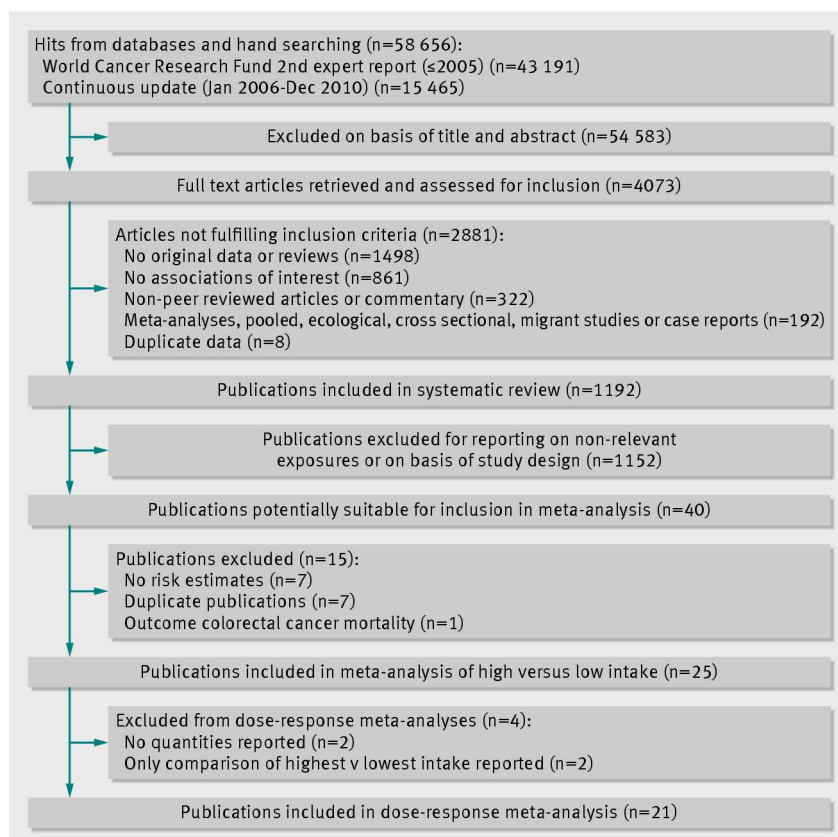 Hits from databases and hand searching (n=58 656):
World Cancer Research Fund 2nd expert report (≤2005) (n=43 191)
Continuous update (Jan 2006-Dec 2010) (n=15 465)
Excluded on basis of title and abstract (n=54 583)
Full text articles retrieved and assessed for inclusion (n=4073)
Articles not fulfilling inclusion criteria (n=2881):
No original data or reviews (n=1498)
No associations of interest (n=861)
Non-peer reviewed articles or commentary (n=322)
Meta-analyses, pooled, ecological, cross sectional, migrant studies or case reports (n=192)
Duplicate data (n=8)
Publications included in systematic review (n=1192)
Publications excluded for reporting on non-relevant
exposures or on basis of study design (n=1152)
Publications potentially suitable for inclusion in meta-analysis (n=40)
Publications excluded (n=15):
No risk estimates (n=7)
Duplicate publications (n=7)
Outcome colorectal cancer mortality (n=1)
Publications included in meta-analysis of high versus low intake (n=25)
Excluded from dose-response meta-analyses (n=4):
No quantities reported (n=2)
Only comparison of highest v lowest intake reported (n=2)
Publications included in dose-response meta-analysis (n=21)